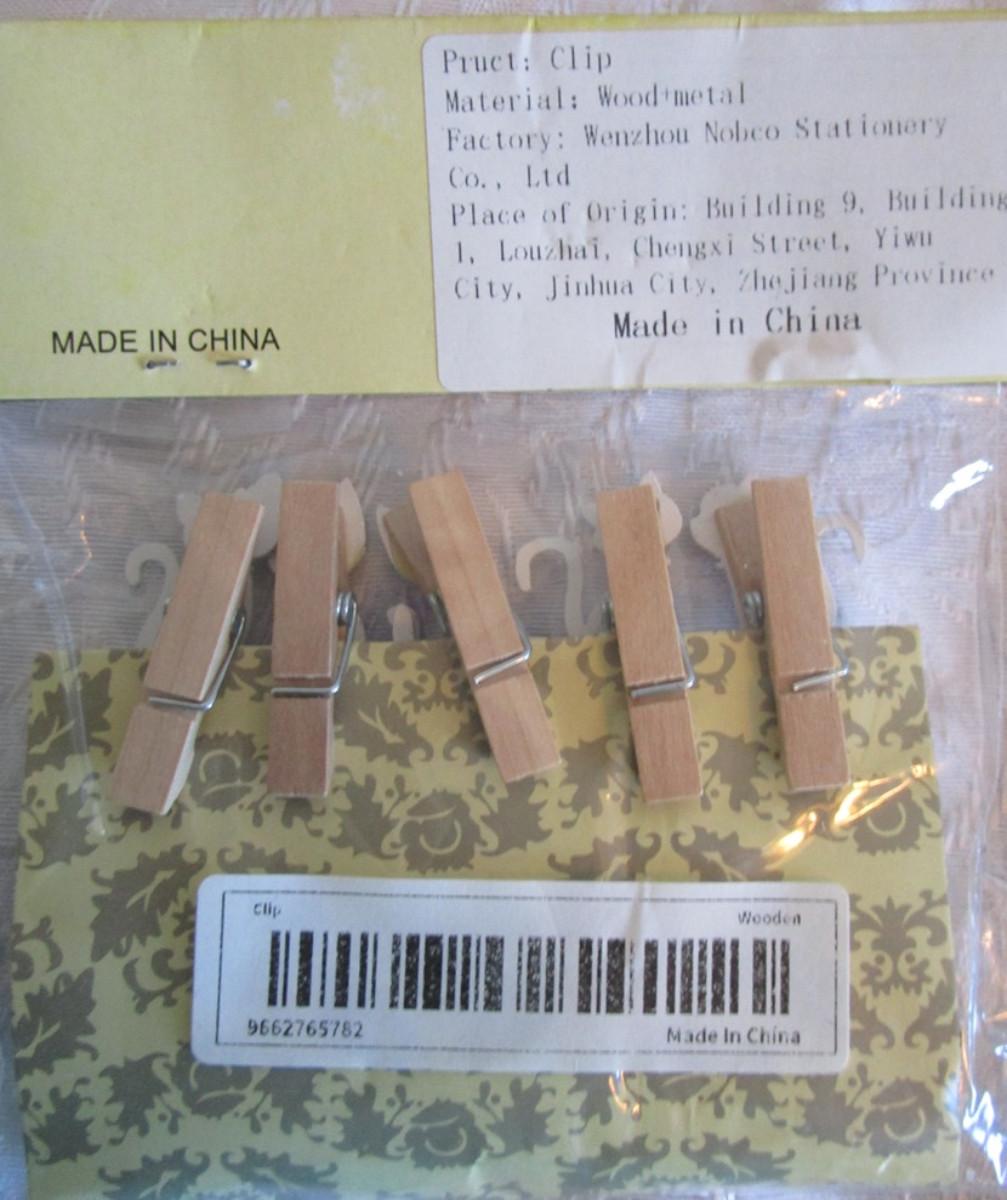 Pruct: Clip
Material: Wood+metal
Factory: Wenzhou Nobco Stationery
Co., Ltd
Place of Origin: Building 9, Building
1, Louzhai, Chengxi Street, Yiwu
City, Jinhua City, Zhejiang Province
Made in China
MADE IN CHINA
Clip Wooden
9662765782 Made In China